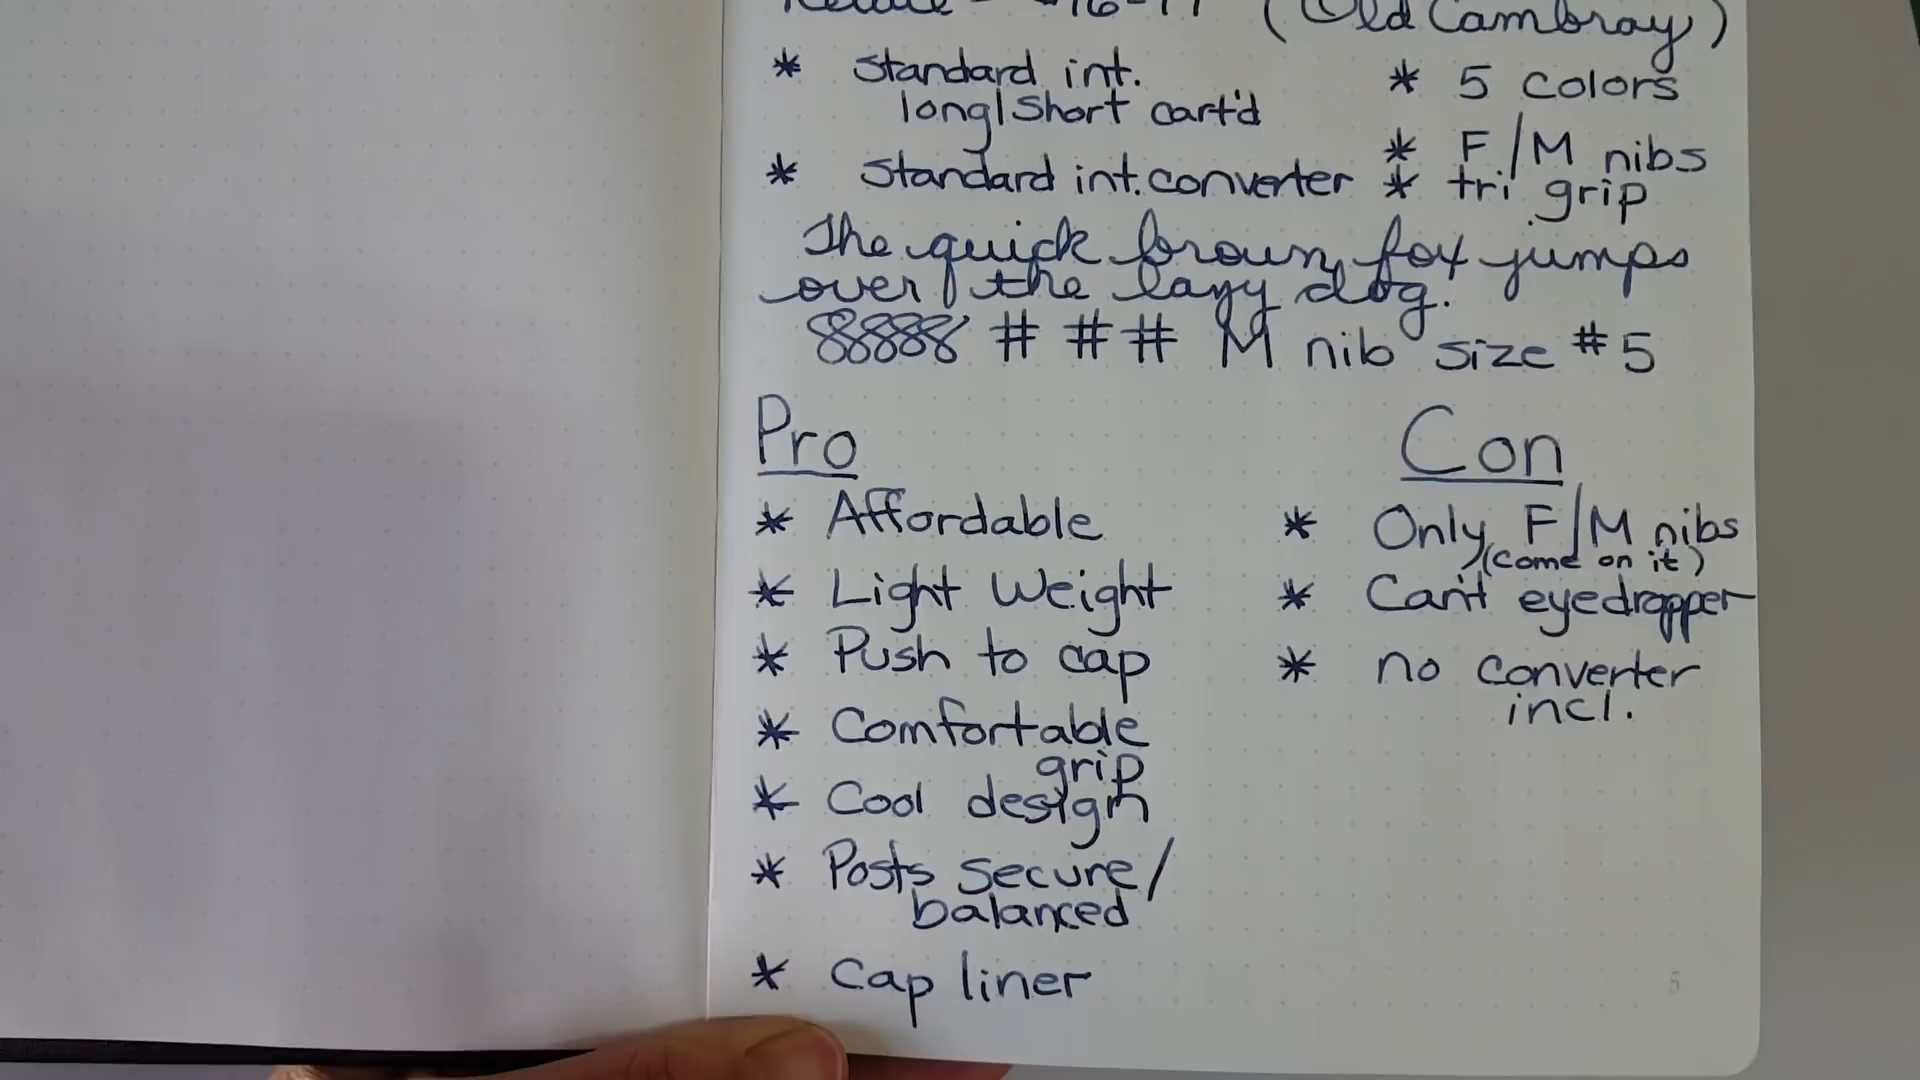 (Old Cambray)
* Standard int. * 5 colors
long/short cart'd
* F/M nibs
* Standard int. converter * tri grip
The quick brown fox jumps
over the lazy dog.
88888 # # # M nib size #5
Pro Con
* Affordable * Only F/M nibs
(come on it)
* Light Weight * Can't eyedropper
* Push to cap * no converter
incl.
* Comfortable
grip
* Cool design
* Posts secure/
balanced
* Cap liner
5